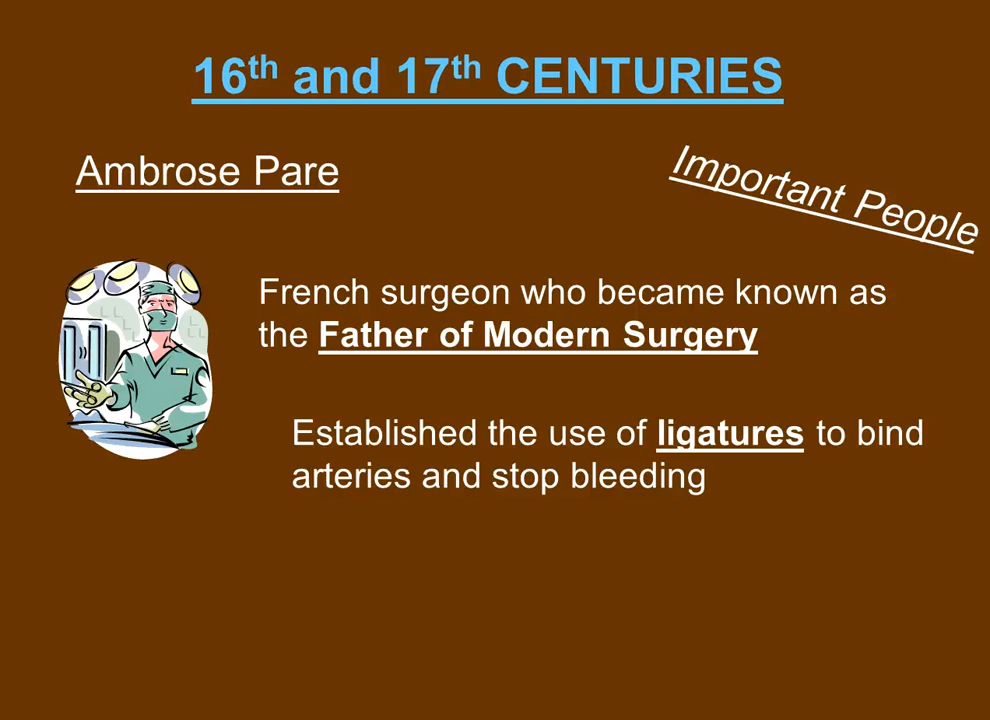 16th and 17th CENTURIES
Ambrose Pare
Important People
French surgeon who became known as
the Father of Modern Surgery
Established the use of ligatures to bind
arteries and stop bleeding